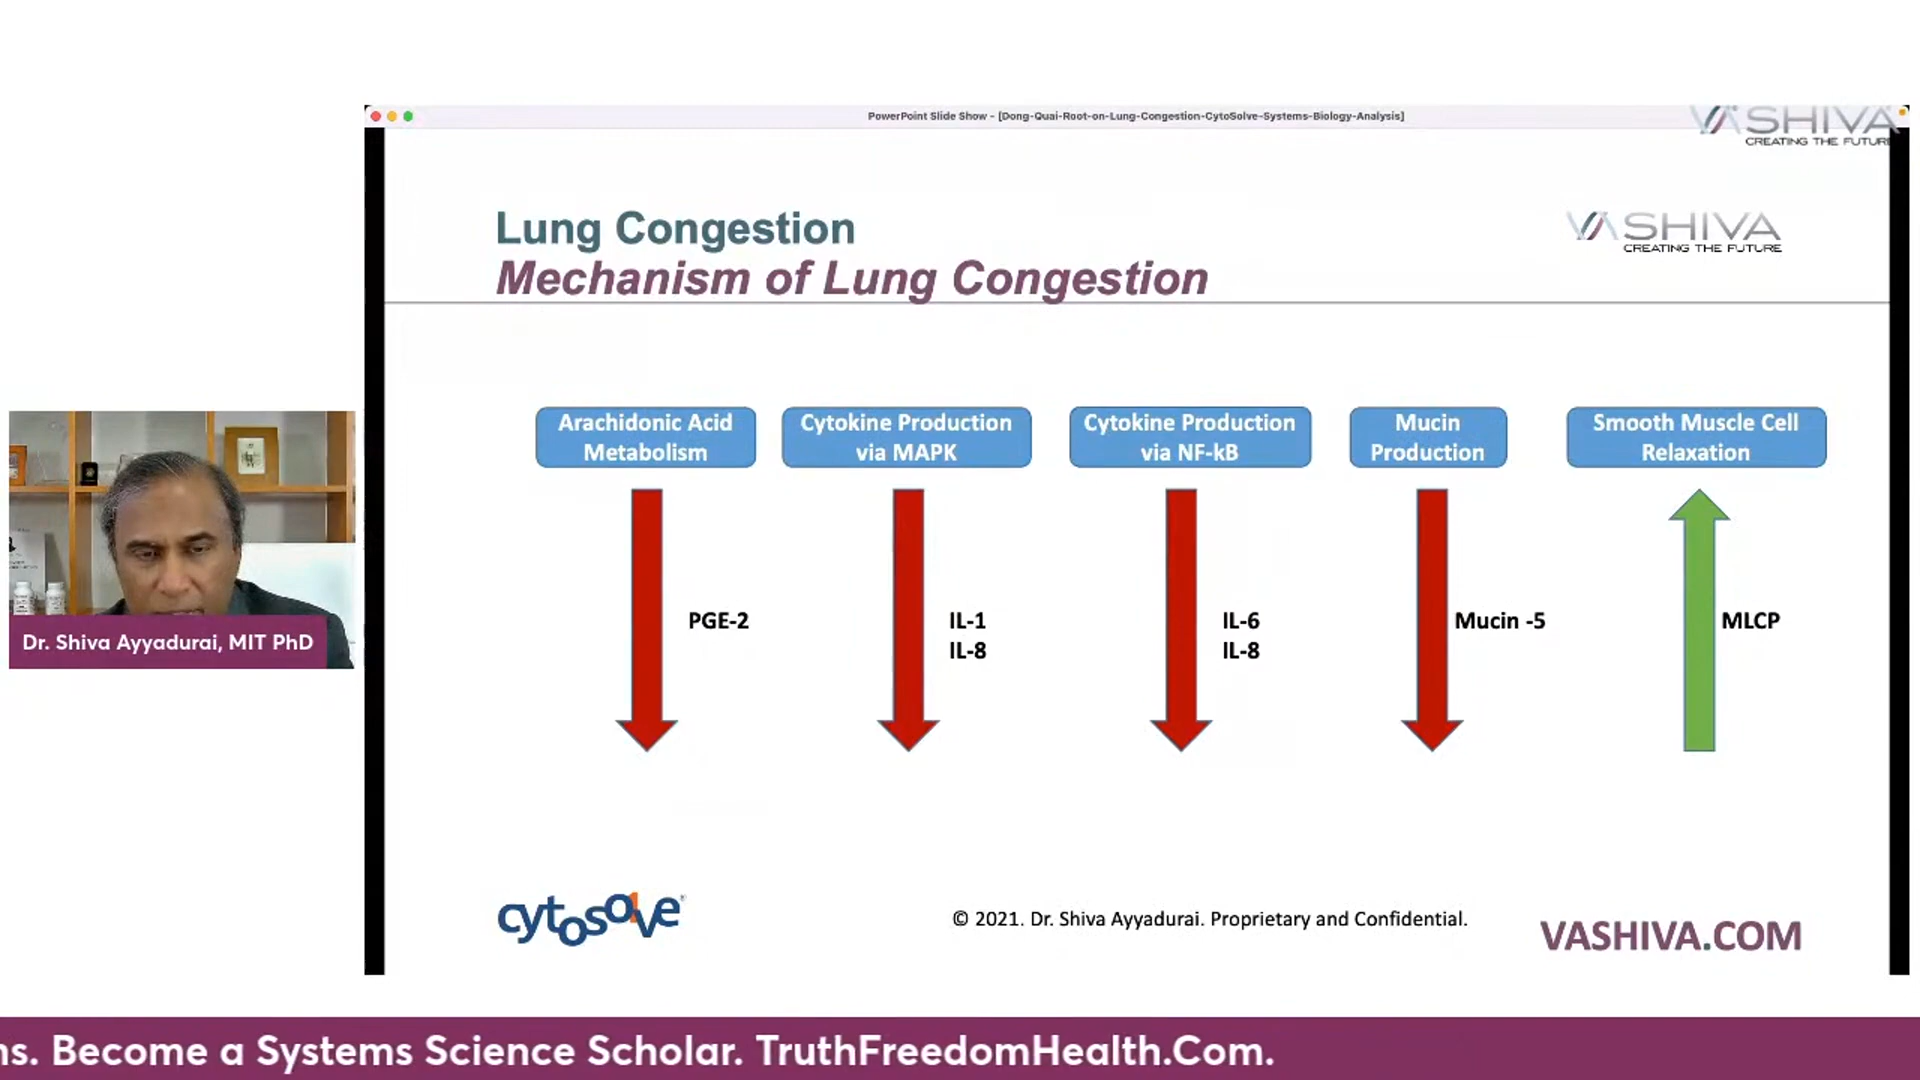 PowerPoint Slide Show - [Dong-Quai-Root-on-Lung-Congestion-CytoSolve-Systems-Biology-Analysis]
VASHIVA
CREATING THE FUTURE
Lung Congestion
Mechanism of Lung Congestion
VASHIVA
CREATING THE FUTURE
Arachidonic Acid
Metabolism
Cytokine Production
via MAPK
Cytokine Production
via NF-kB
Mucin
Production
Smooth Muscle Cell
Relaxation
PGE-2
IL-1
IL-8
IL-6
IL-8
Mucin -5
MLCP
Dr. Shiva Ayyadurai, MIT PhD
cytosolve
© 2021. Dr. Shiva Ayyadurai. Proprietary and Confidential.
VASHIVA.COM
ns. Become a Systems Science Scholar. TruthFreedomHealth.Com.